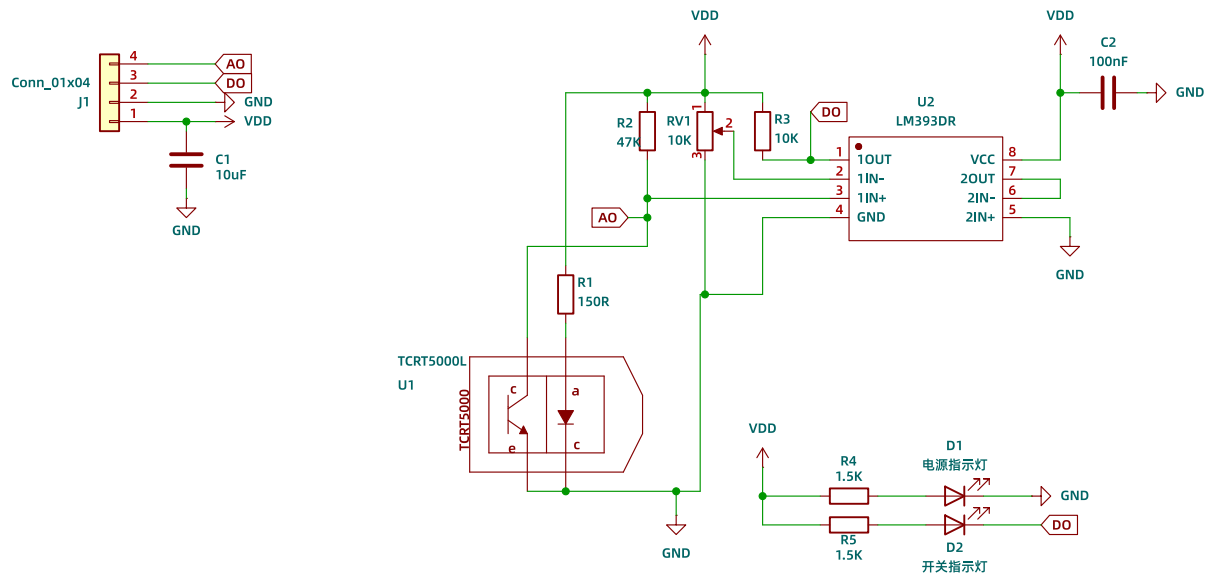 VDD
VDD
C2
100nF
GND
4
AO
3
DO
2
GND
1
VDD
Conn_01x04
J1
C1
10uF
GND
R2
47K
RV1
10K
1
2
3
R3
10K
DO
U2
LM393DR
1
1OUT
2
1IN-
3
1IN+
4
GND
VCC
8
2OUT
7
2IN-
6
2IN+
5
GND
AO
R1
150R
TCRT5000L
U1
TCRT5000
c
a
e
c
GND
VDD
R4
1.5K
D1
电源指示灯
GND
R5
1.5K
D2
开关指示灯
DO